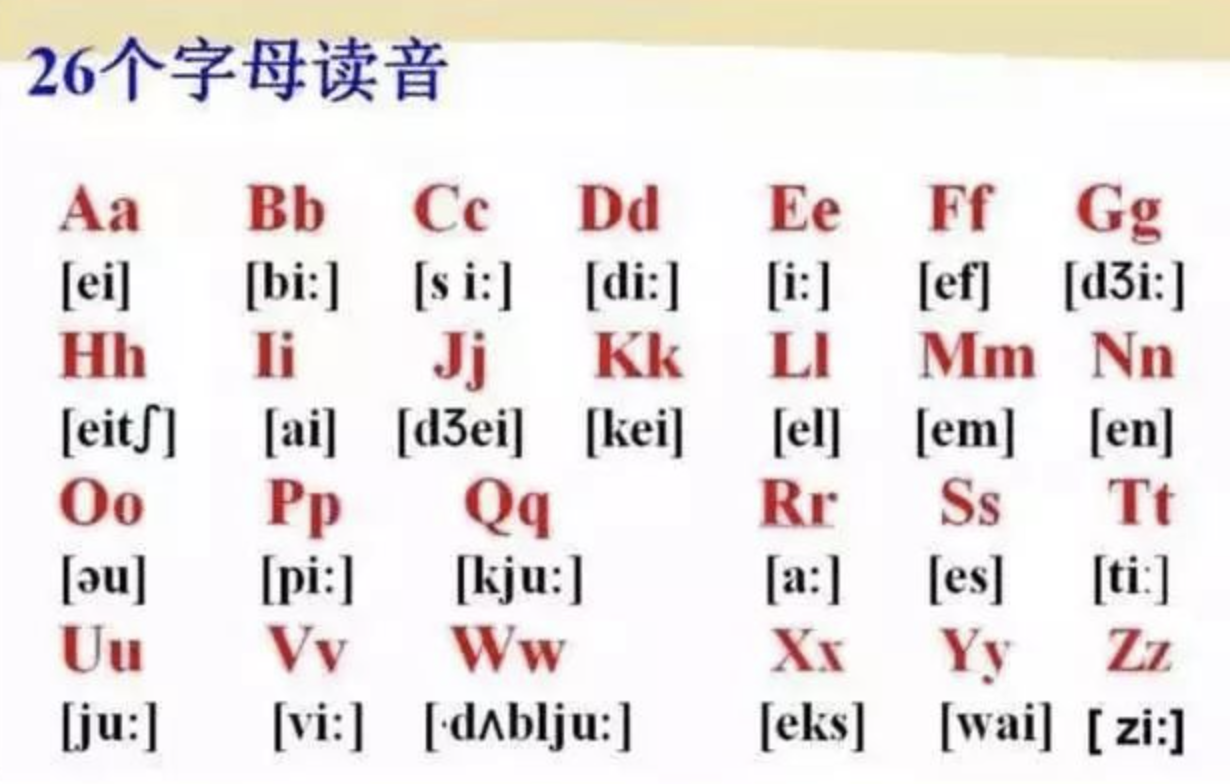 26个字母读音
Aa Bb Cc Dd Ee Ff Gg
[ei] [bi:] [s i:] [di:] [i:] [ef] [dʒi:]
Hh Ii Jj Kk Ll Mm Nn
[eitʃ] [ai] [dʒei] [kei] [el] [em] [en]
Oo Pp Qq Rr Ss Tt
[əu] [pi:] [kju:] [a:] [es] [ti:]
Uu Vv Ww Xx Yy Zz
[ju:] [vi:] [·dʌblju:] [eks] [wai] [ zi:]